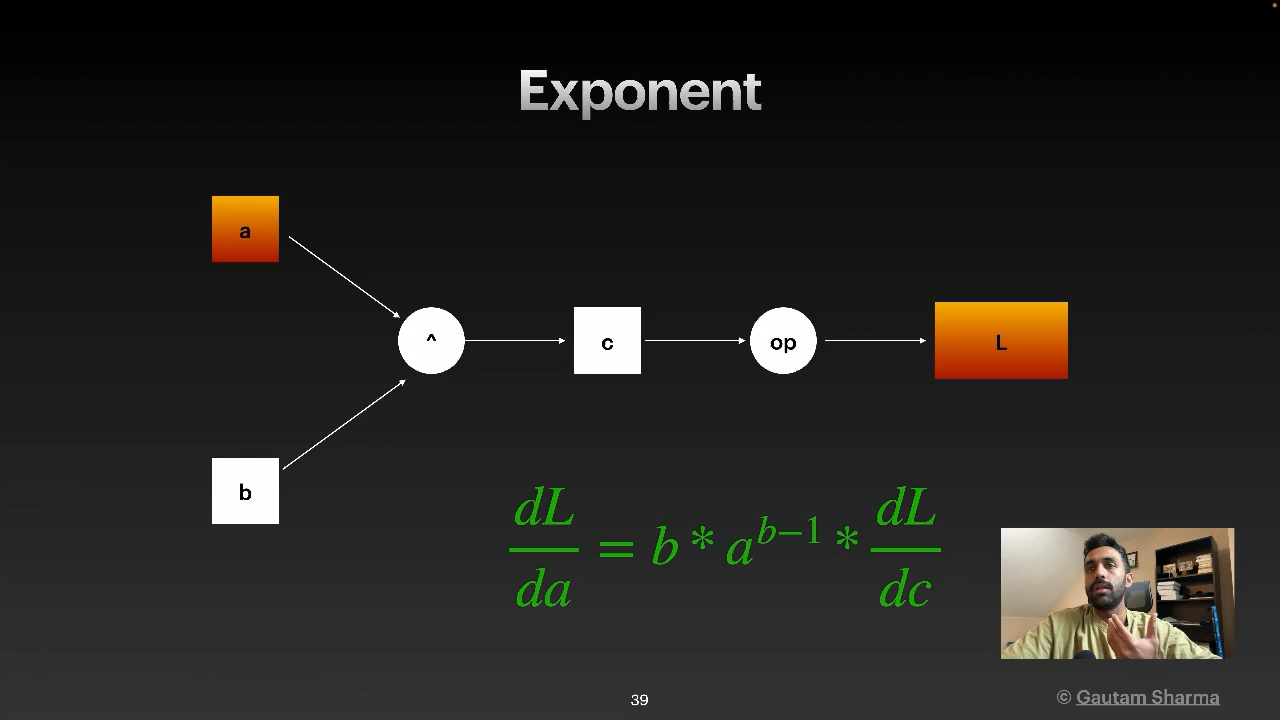 Exponent
a
^
c
op
L
b
dL/da = b * a^{b-1} * dL/dc
39
© Gautam Sharma